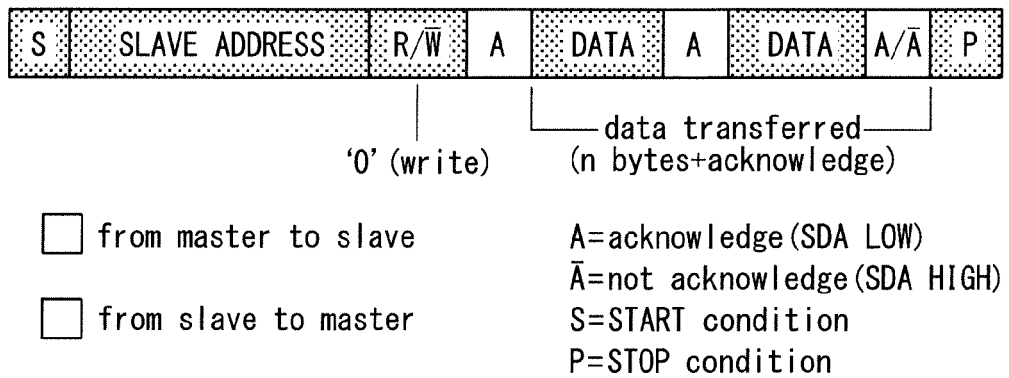 S SLAVE ADDRESS R/W̅ A DATA A DATA A/A̅ P
data transferred
'0' (write) (n bytes+acknowledge)
from master to slave
A=acknowledge(SDA LOW)
A̅=not acknowledge(SDA HIGH)
from slave to master
S=START condition
P=STOP condition